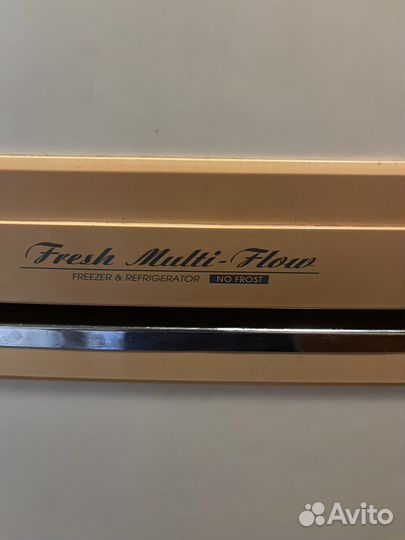 Fresh Multi-Flow
FREEZER & REFRIGERATOR NO FROST
Avito